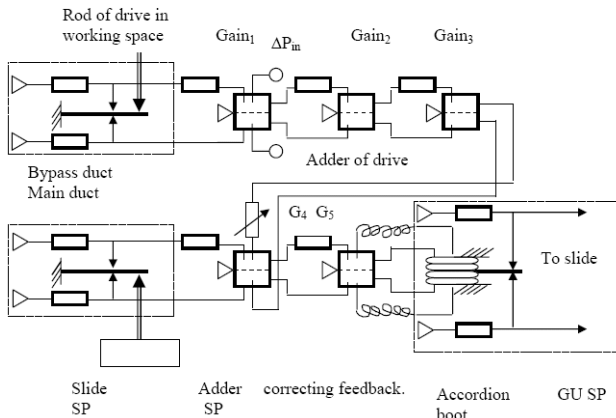 Rod of drive in
working space
Gain1
ΔPin
Gain2
Gain3
Bypass duct
Main duct
Adder of drive
G4 G5
To slide
Slide
SP
Adder
SP
correcting feedback.
Accordion
boot
GU SP